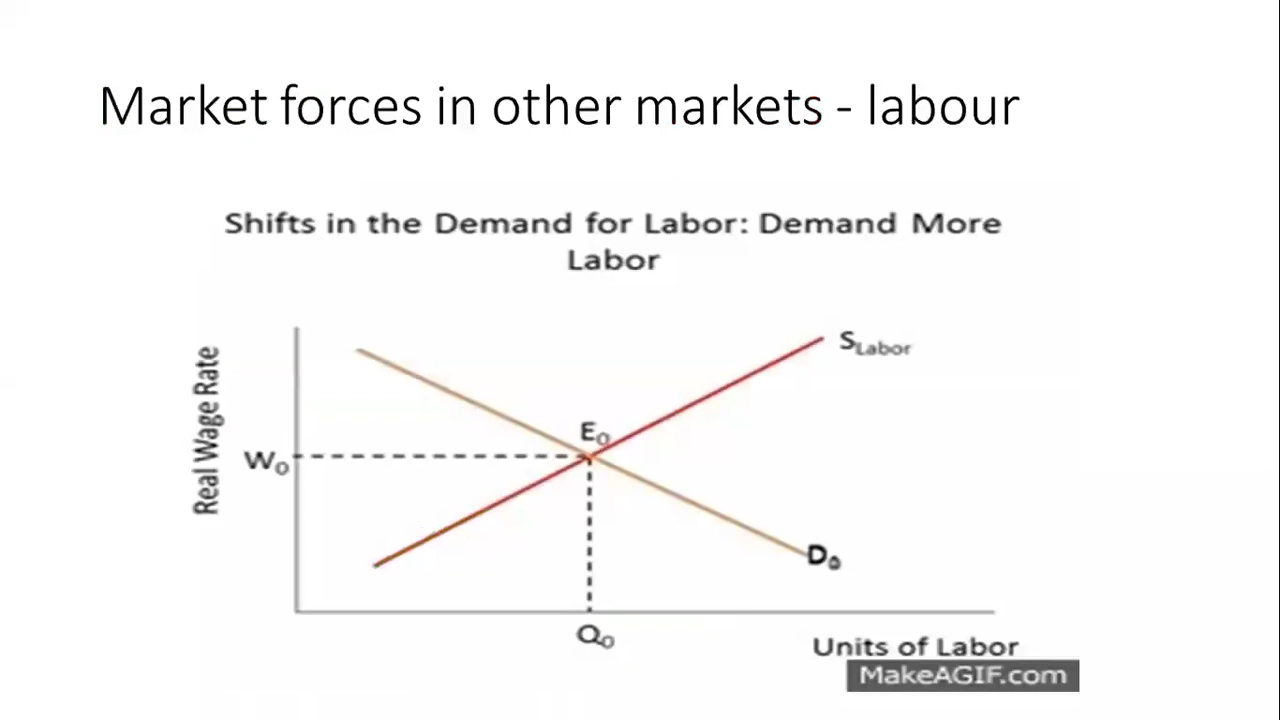 Market forces in other markets - labour
Shifts in the Demand for Labor: Demand More
Labor
Real Wage Rate
S Labor
E0
W0
D0
Q0
Units of Labor
MakeAGIF.com